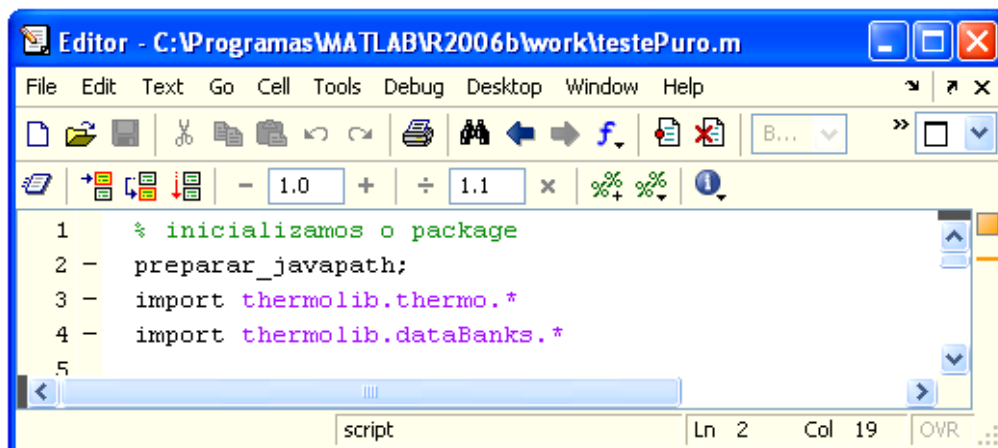 Editor - C:\Programas\MATLAB\R2006b\work\testePuro.m
File Edit Text Go Cell Tools Debug Desktop Window Help
B... »
− 1.0 + ÷ 1.1 ×
1 % inicializamos o package
2 – preparar_javapath;
3 – import thermolib.thermo.*
4 – import thermolib.dataBanks.*
5
script Ln 2 Col 19 OVR